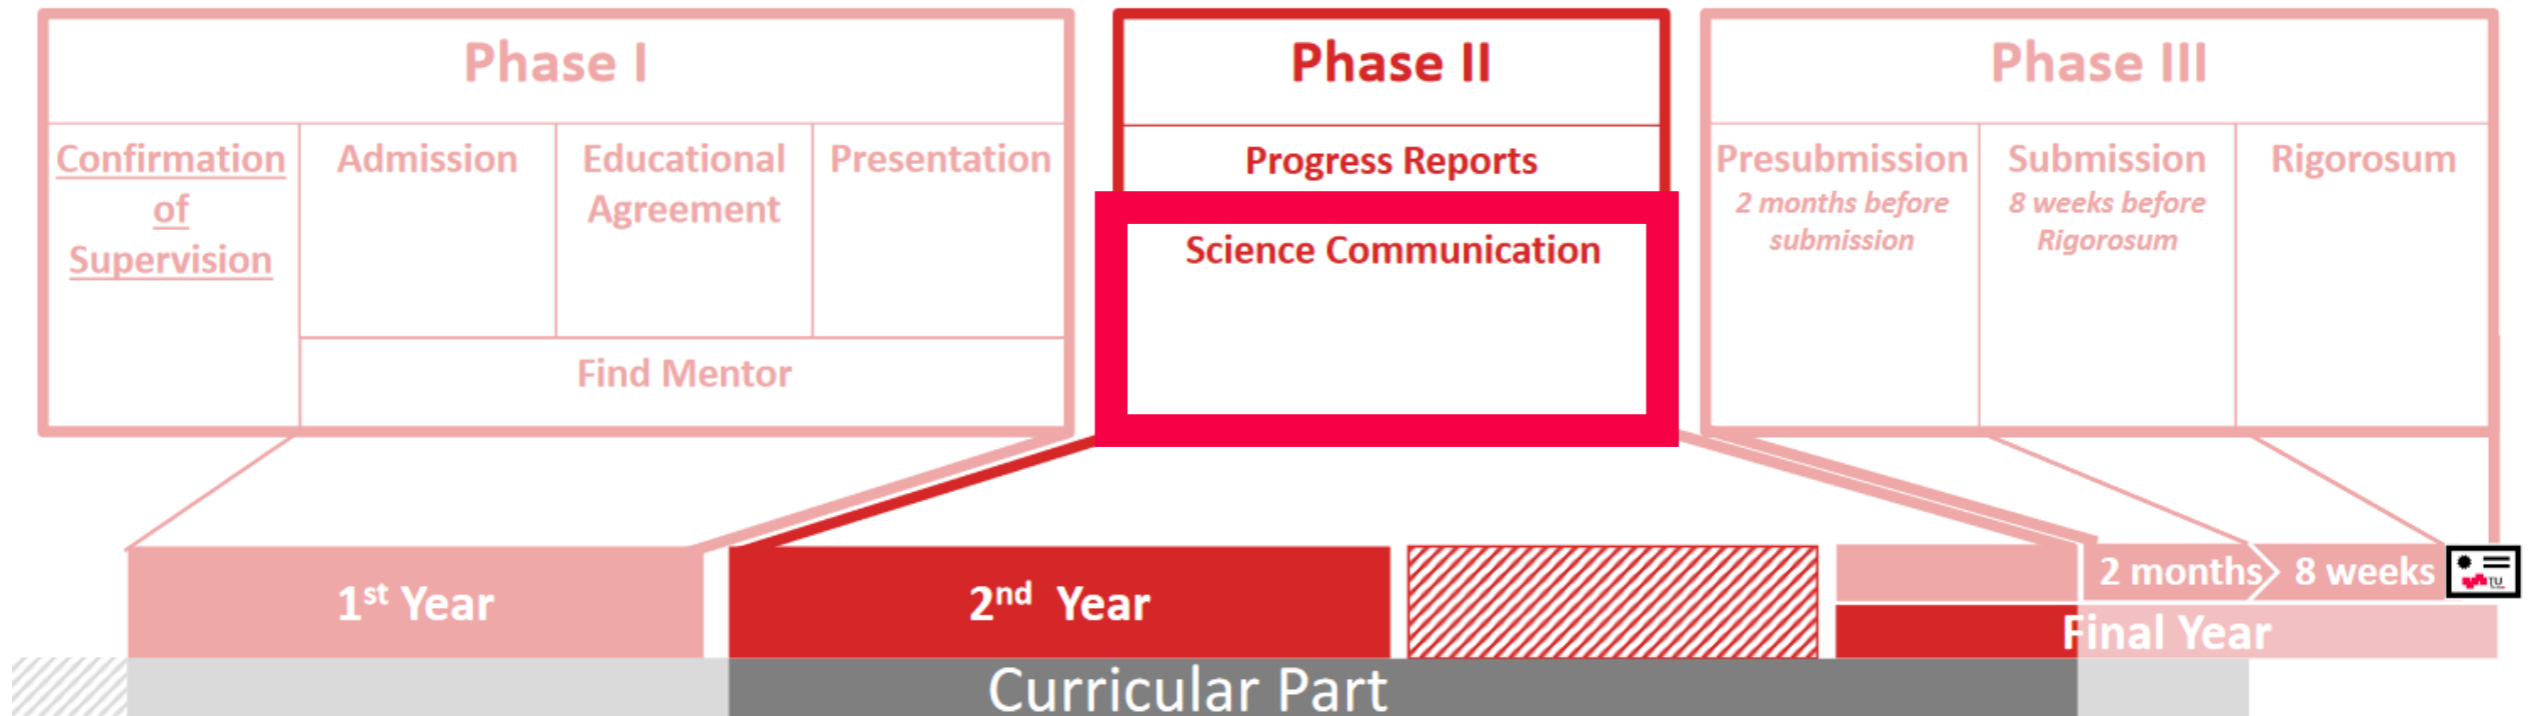 Phase I
Confirmation
of
Supervision
Admission
Educational
Agreement
Presentation
Find Mentor
Phase II
Progress Reports
Science Communication
Phase III
Presubmission
2 months before
submission
Submission
8 weeks before
Rigorosum
Rigorosum
1st Year
2nd Year
2 months
8 weeks
TU
Final Year
Curricular Part